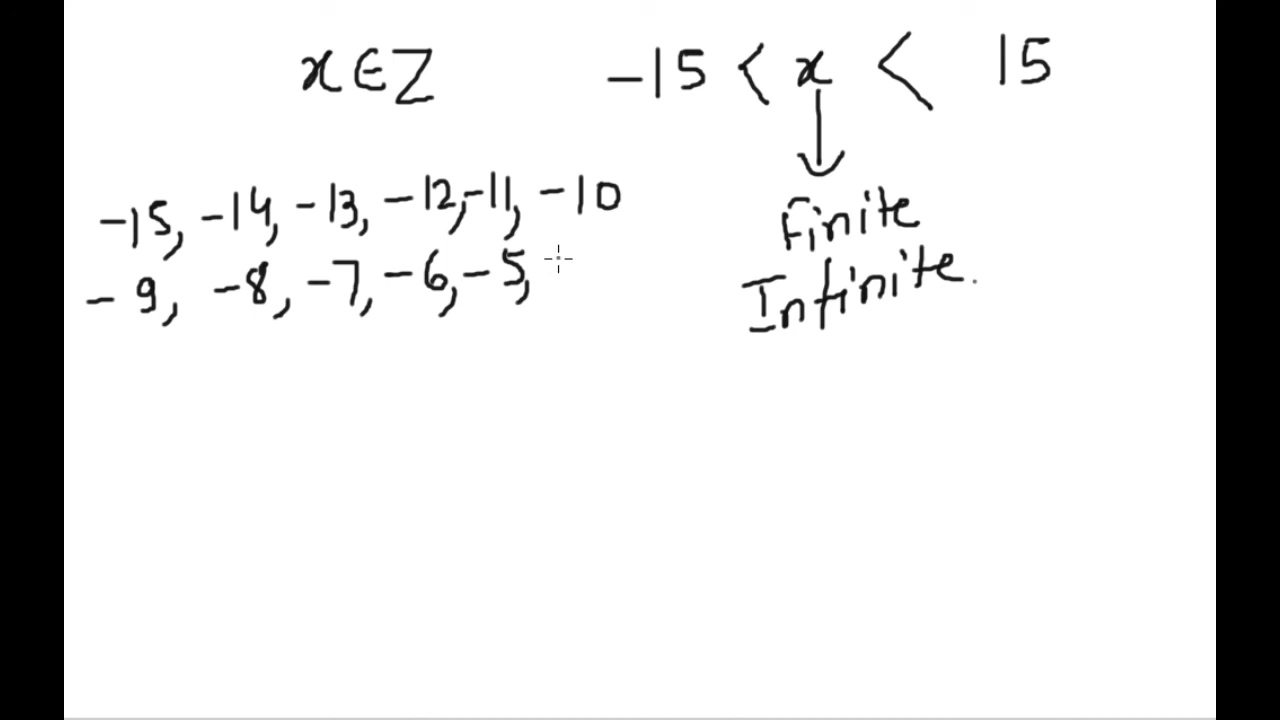 x∈Z -15 < x < 15
-15, -14, -13, -12, -11, -10
-9, -8, -7, -6, -5,
Finite
Infinite.